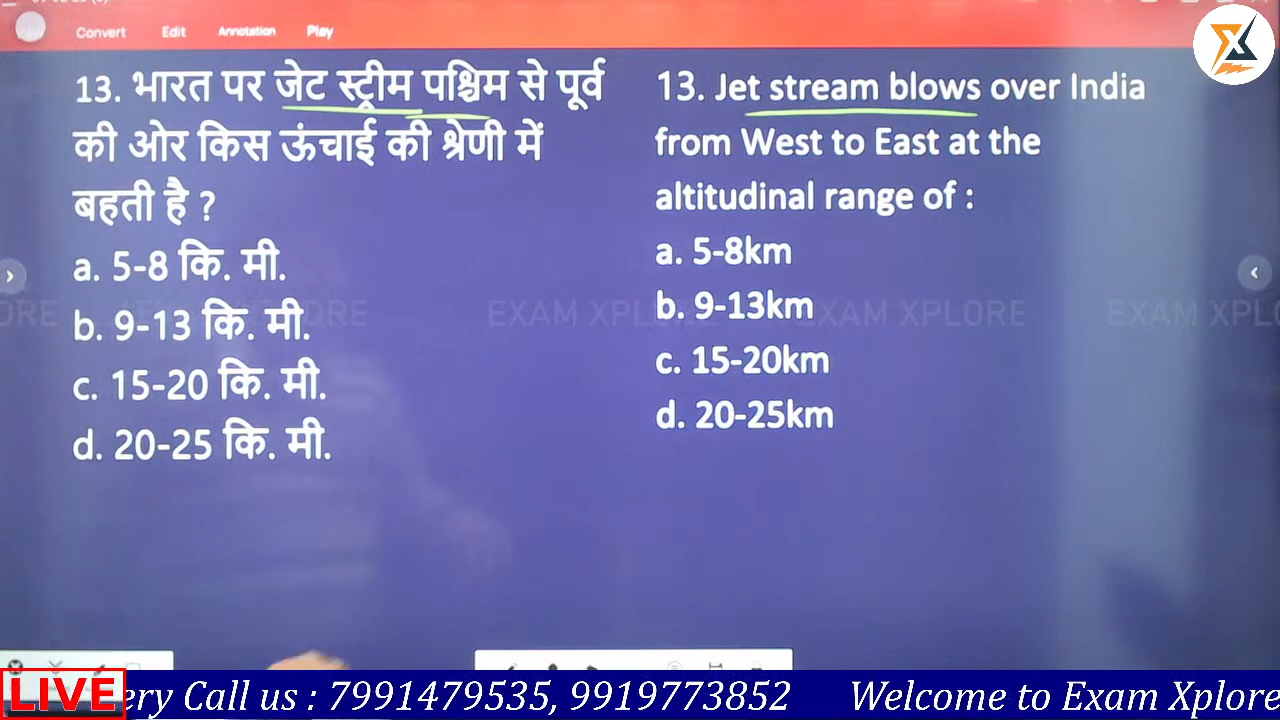 Convert Edit Annotation Play
13. भारत पर जेट स्ट्रीम पश्चिम से पूर्व
की ओर किस ऊंचाई की श्रेणी में
बहती है ?
a. 5-8 कि. मी.
b. 9-13 कि. मी.
c. 15-20 कि. मी.
d. 20-25 कि. मी.
13. Jet stream blows over India
from West to East at the
altitudinal range of :
a. 5-8km
b. 9-13km
c. 15-20km
d. 20-25km
EXAM XPLORE
EXAM XPLORE
LIVE
ery Call us : 7991479535, 9919773852 Welcome to Exam Xplore